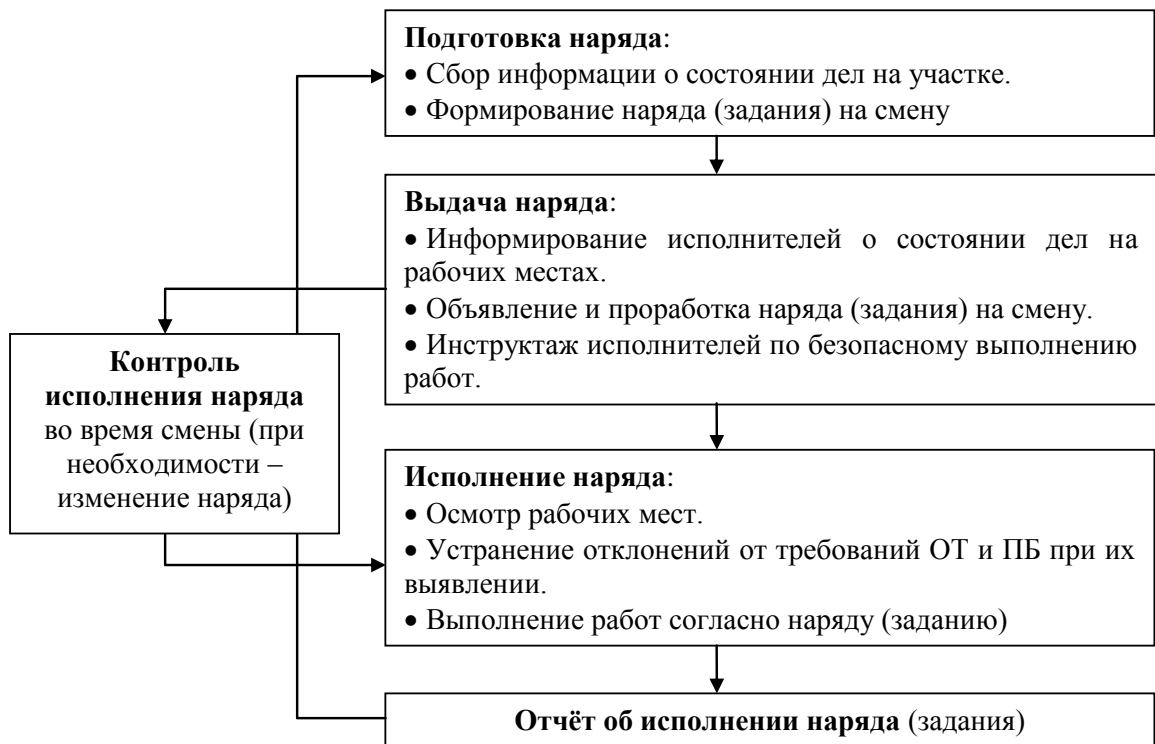 Подготовка наряда:
• Сбор информации о состоянии дел на участке.
• Формирование наряда (задания) на смену
Выдача наряда:
• Информирование исполнителей о состоянии дел на
рабочих местах.
• Объявление и проработка наряда (задания) на смену.
• Инструктаж исполнителей по безопасному выполнению
работ.
Контроль
исполнения наряда
во время смены (при
необходимости –
изменение наряда)
Исполнение наряда:
• Осмотр рабочих мест.
• Устранение отклонений от требований ОТ и ПБ при их
выявлении.
• Выполнение работ согласно наряду (заданию)
Отчёт об исполнении наряда (задания)